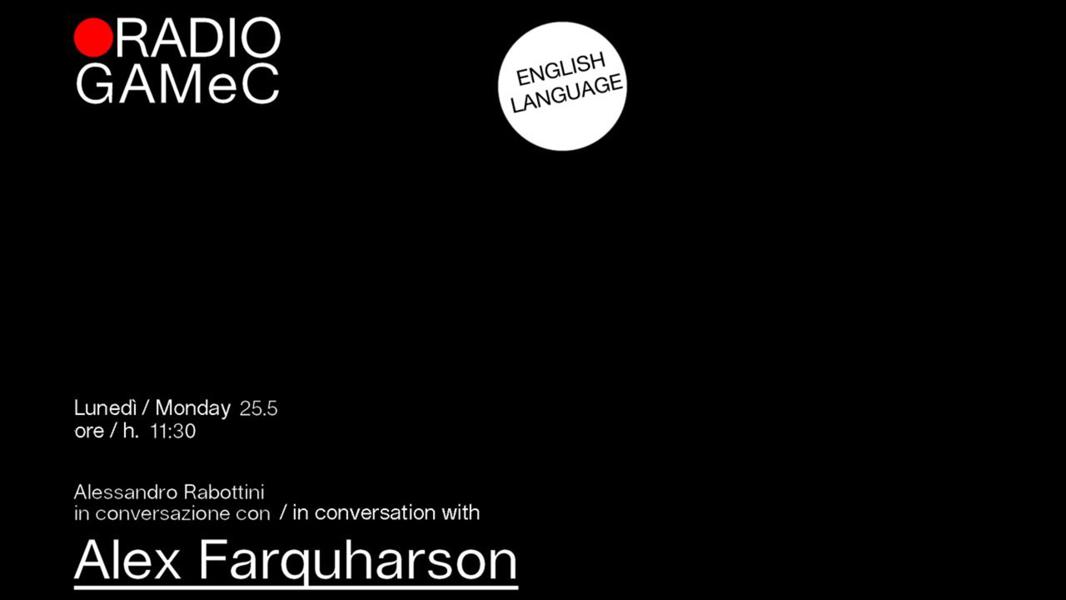 RADIO
GAMeC
ENGLISH
LANGUAGE
Lunedì / Monday 25.5
ore / h. 11:30
Alessandro Rabottini
in conversazione con / in conversation with
Alex Farquharson